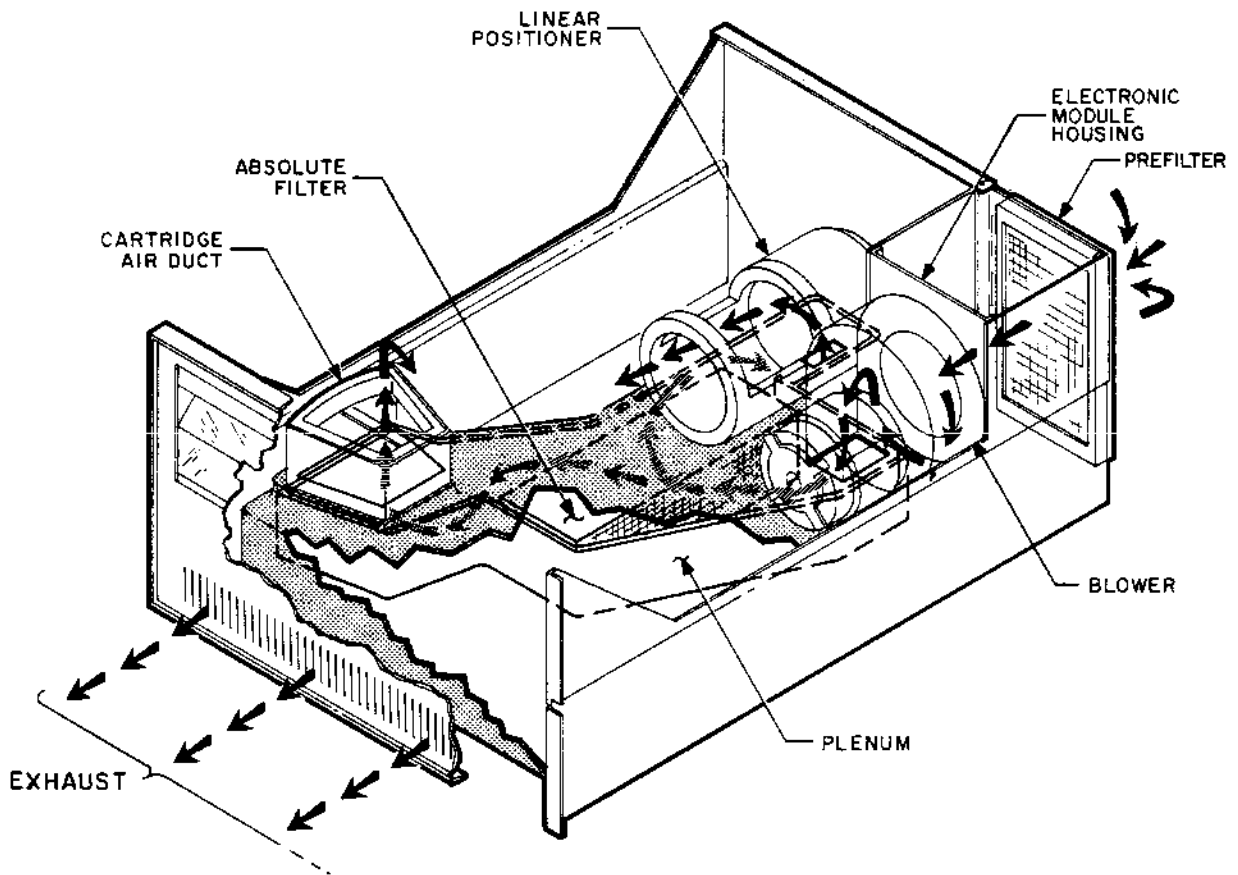 LINEAR
POSITIONER
ELECTRONIC
MODULE
HOUSING
PREFILTER
ABSOLUTE
FILTER
CARTRIDGE
AIR DUCT
BLOWER
PLENUM
EXHAUST